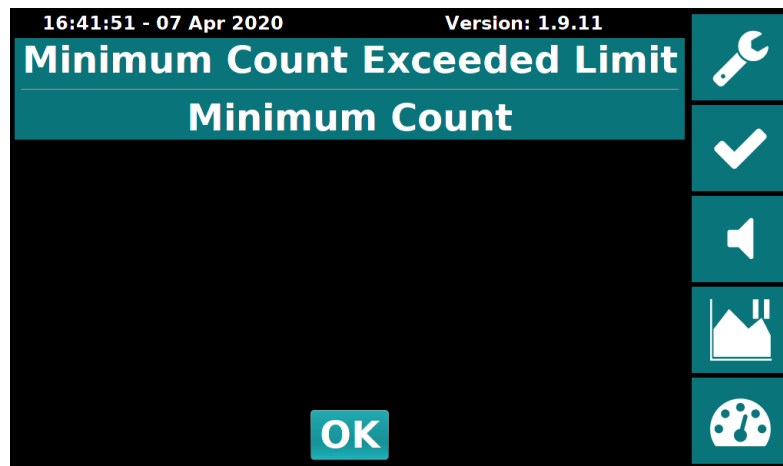 16:41:51 - 07 Apr 2020 Version: 1.9.11
Minimum Count Exceeded Limit
Minimum Count
OK